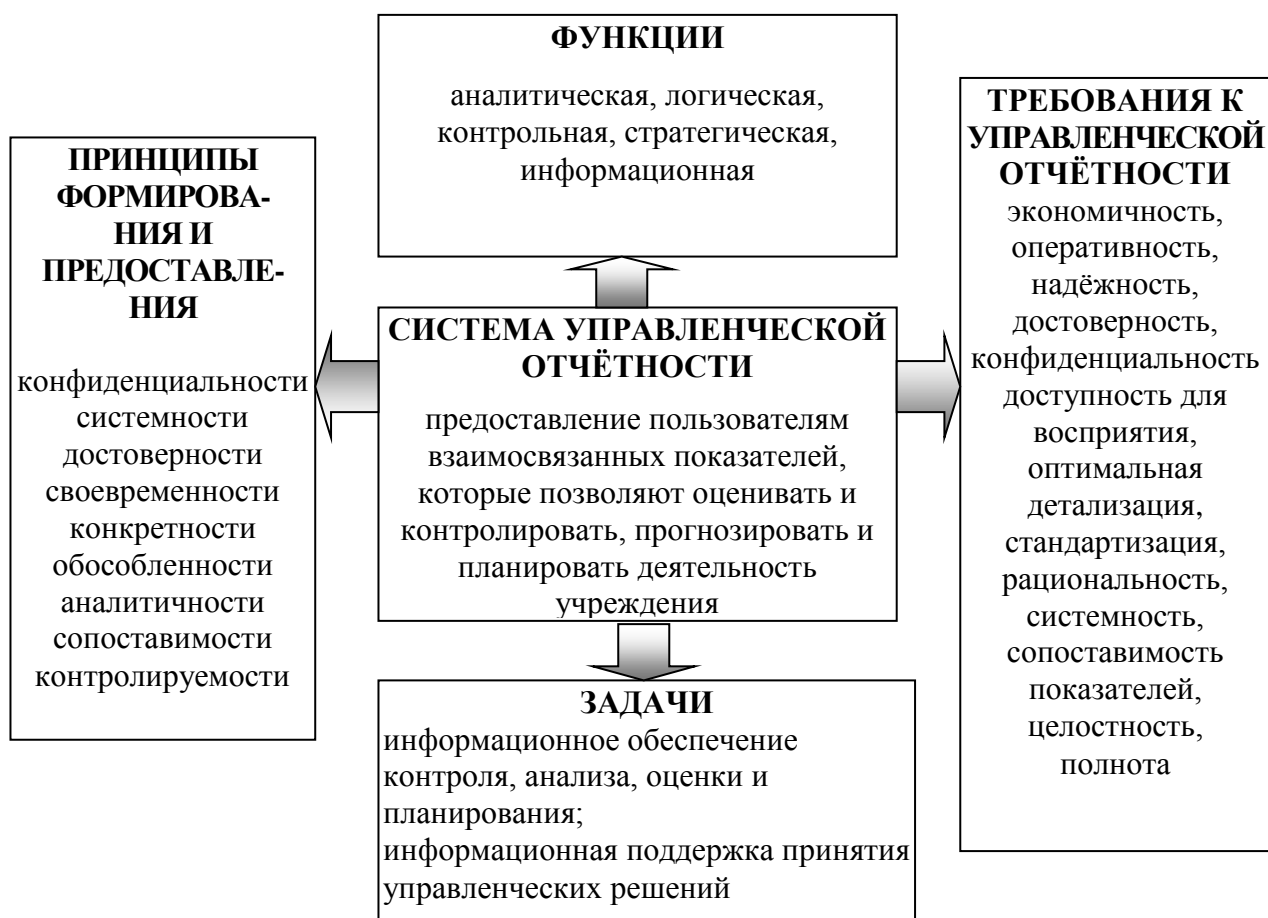 ФУНКЦИИ
аналитическая, логическая,
контрольная, стратегическая,
информационная
ПРИНЦИПЫ
ФОРМИРОВА-
НИЯ И
ПРЕДОСТАВЛЕ-
НИЯ
конфиденциальности
системности
достоверности
своевременности
конкретности
обособленности
аналитичности
сопоставимости
контролируемости
СИСТЕМА УПРАВЛЕНЧЕСКОЙ
ОТЧЁТНОСТИ
предоставление пользователям
взаимосвязанных показателей,
которые позволяют оценивать и
контролировать, прогнозировать и
планировать деятельность
учреждения
ТРЕБОВАНИЯ К
УПРАВЛЕНЧЕСКОЙ
ОТЧЁТНОСТИ
экономичность,
оперативность,
надёжность,
достоверность,
конфиденциальность
доступность для
восприятия,
оптимальная
детализация,
стандартизация,
рациональность,
системность,
сопоставимость
показателей,
целостность,
полнота
ЗАДАЧИ
информационное обеспечение
контроля, анализа, оценки и
планирования;
информационная поддержка принятия
управленческих решений